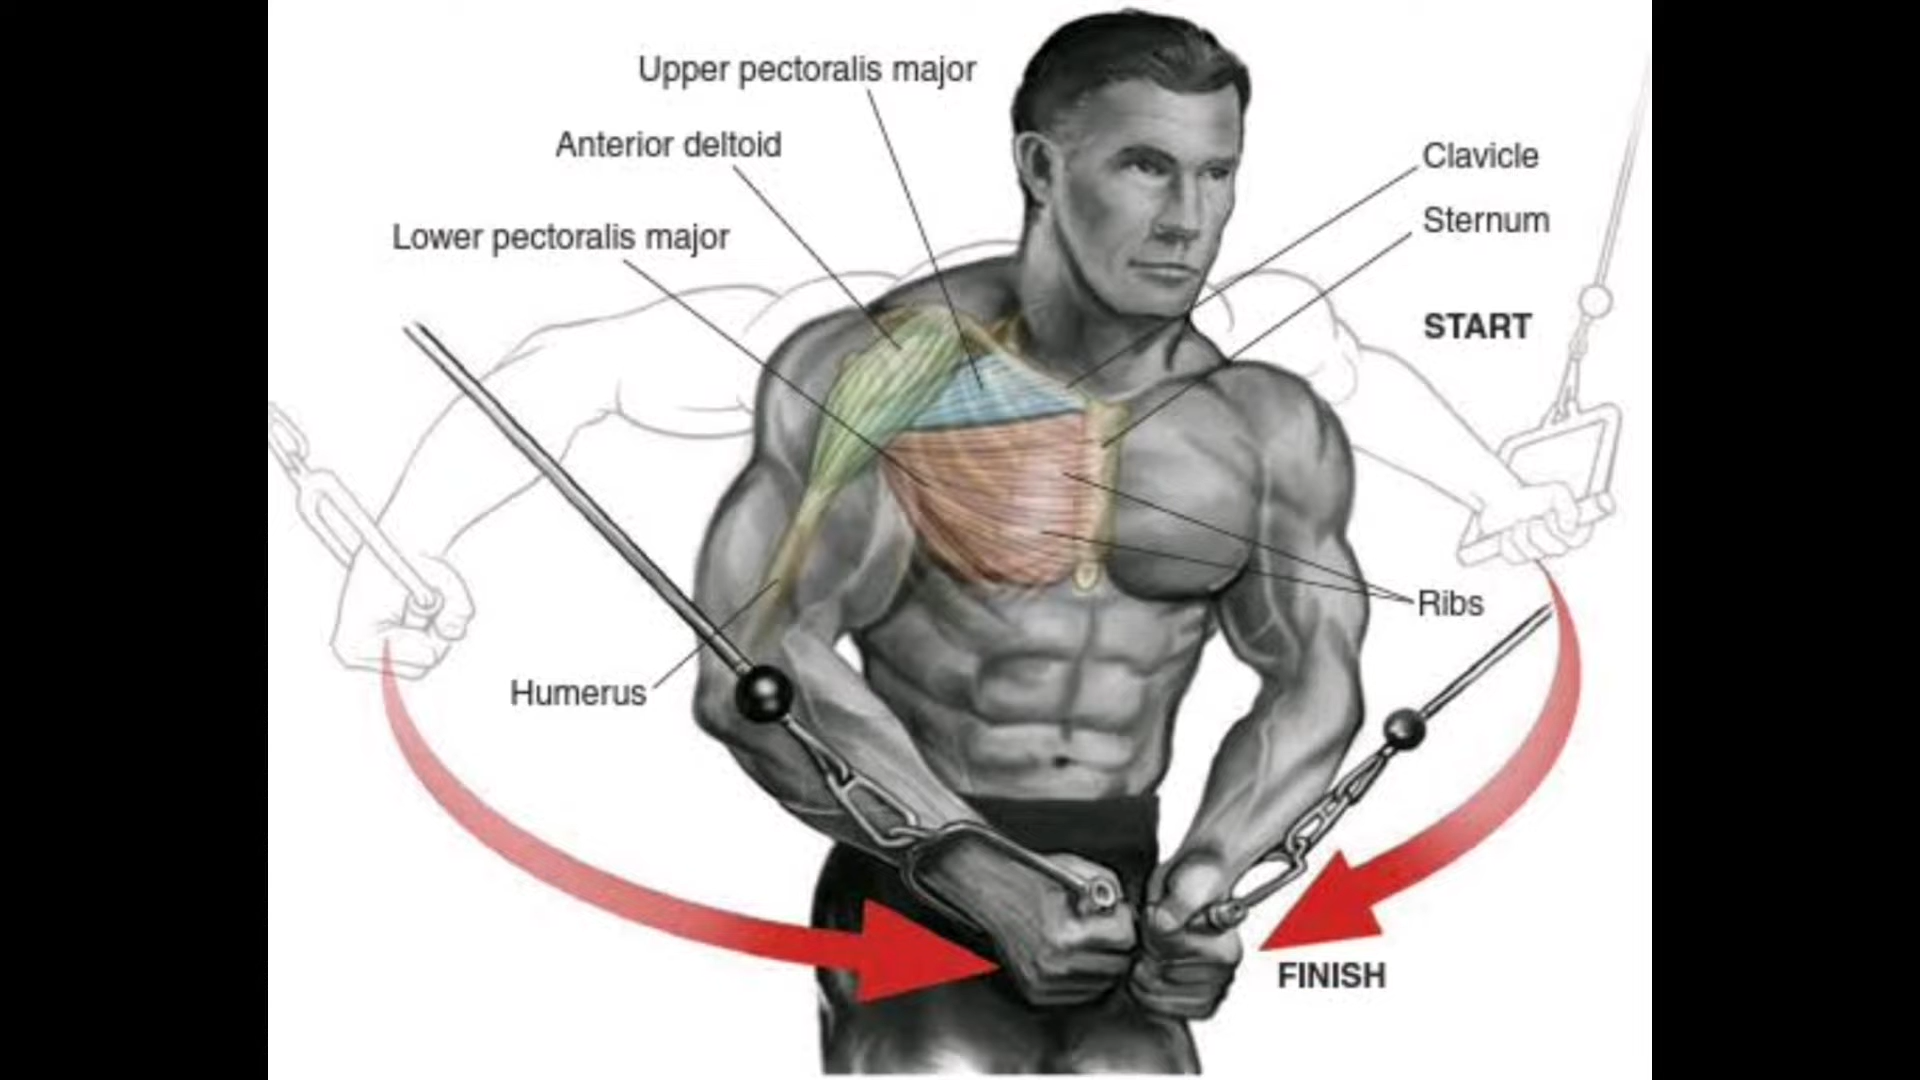 Upper pectoralis major
Anterior deltoid
Clavicle
Sternum
Lower pectoralis major
START
Ribs
Humerus
FINISH